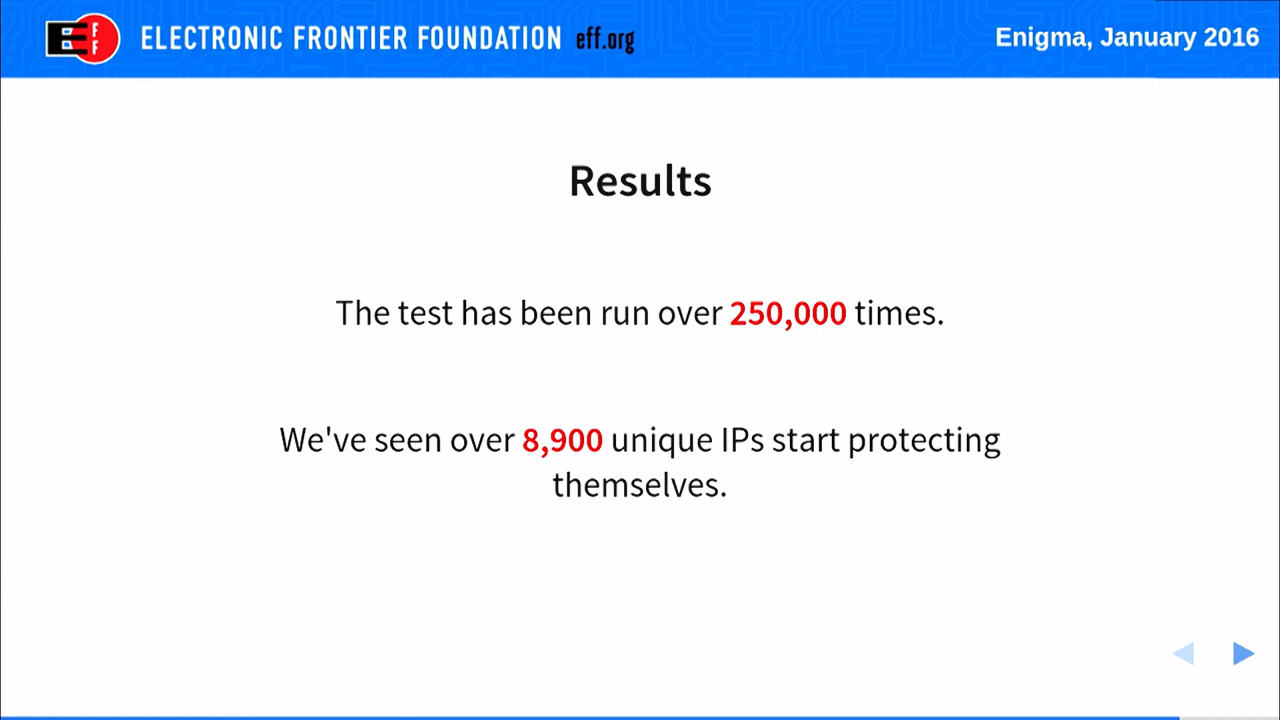 EFF
ELECTRONIC FRONTIER FOUNDATION eff.org
Enigma, January 2016
Results
The test has been run over 250,000 times.
We've seen over 8,900 unique IPs start protecting
themselves.